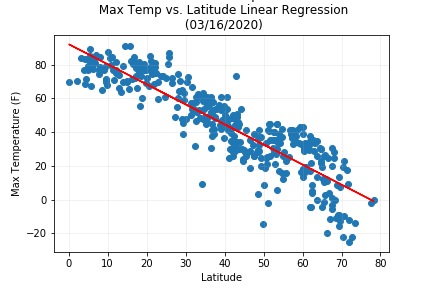 Max Temp vs. Latitude Linear Regression
(03/16/2020)
Max Temperature (F)
80
60
40
20
0
−20
0 10 20 30 40 50 60 70 80
Latitude